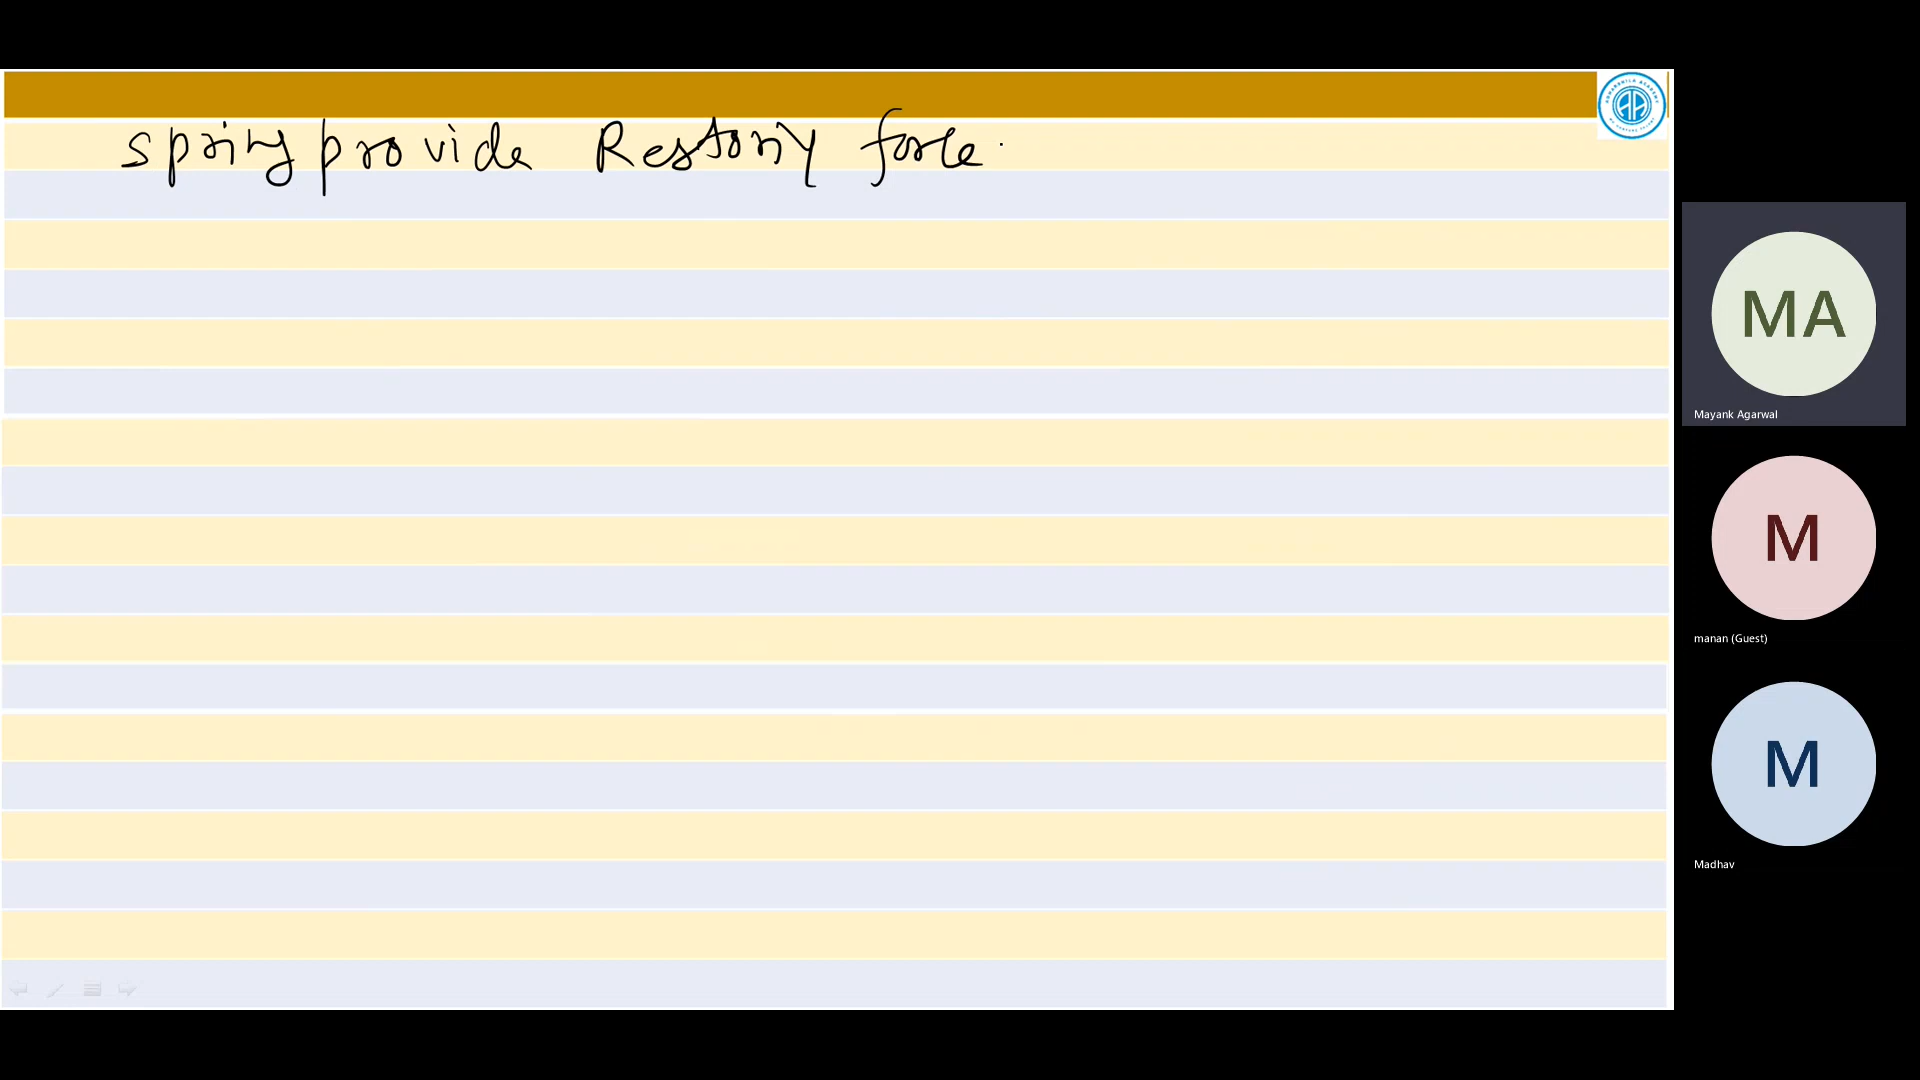 spring provide Restoring force.
MA
Mayank Agarwal
M
manan (Guest)
M
Madhav